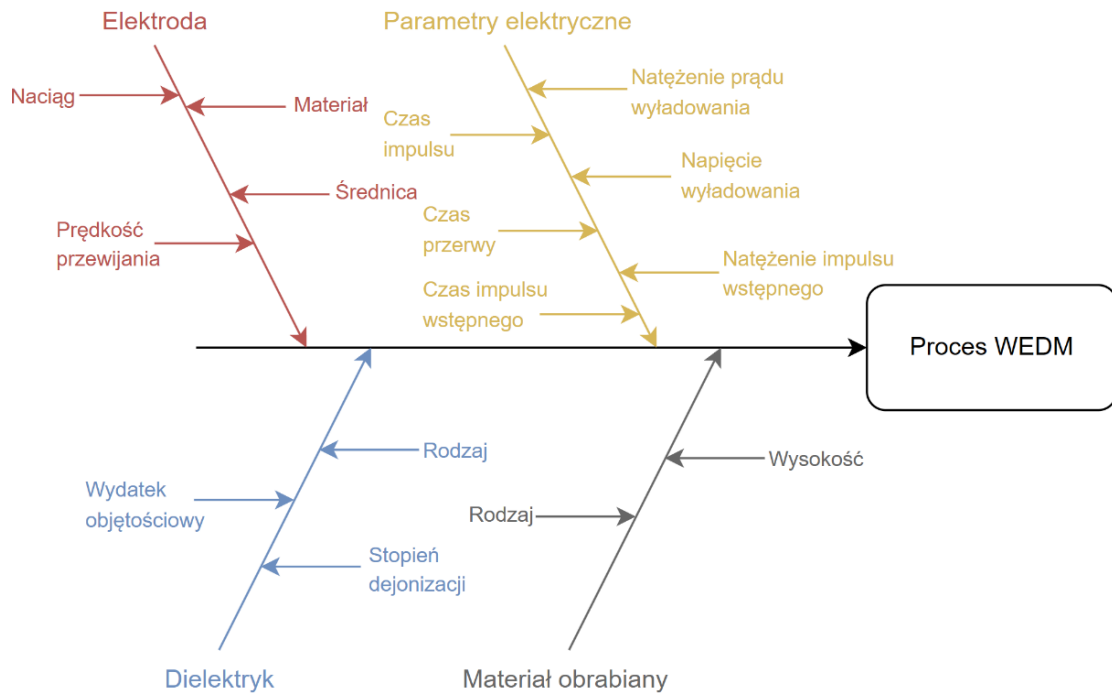 Elektroda
Parametry elektryczne
Naciąg
Materiał
Średnica
Prędkość
przewijania
Natężenie prądu
wyładowania
Czas
impulsu
Napięcie
wyładowania
Czas
przerwy
Natężenie impulsu
wstępnego
Czas impulsu
wstępnego
Proces WEDM
Rodzaj
Wydatek
objętościowy
Stopień
dejonizacji
Wysokość
Rodzaj
Dielektryk
Materiał obrabiany